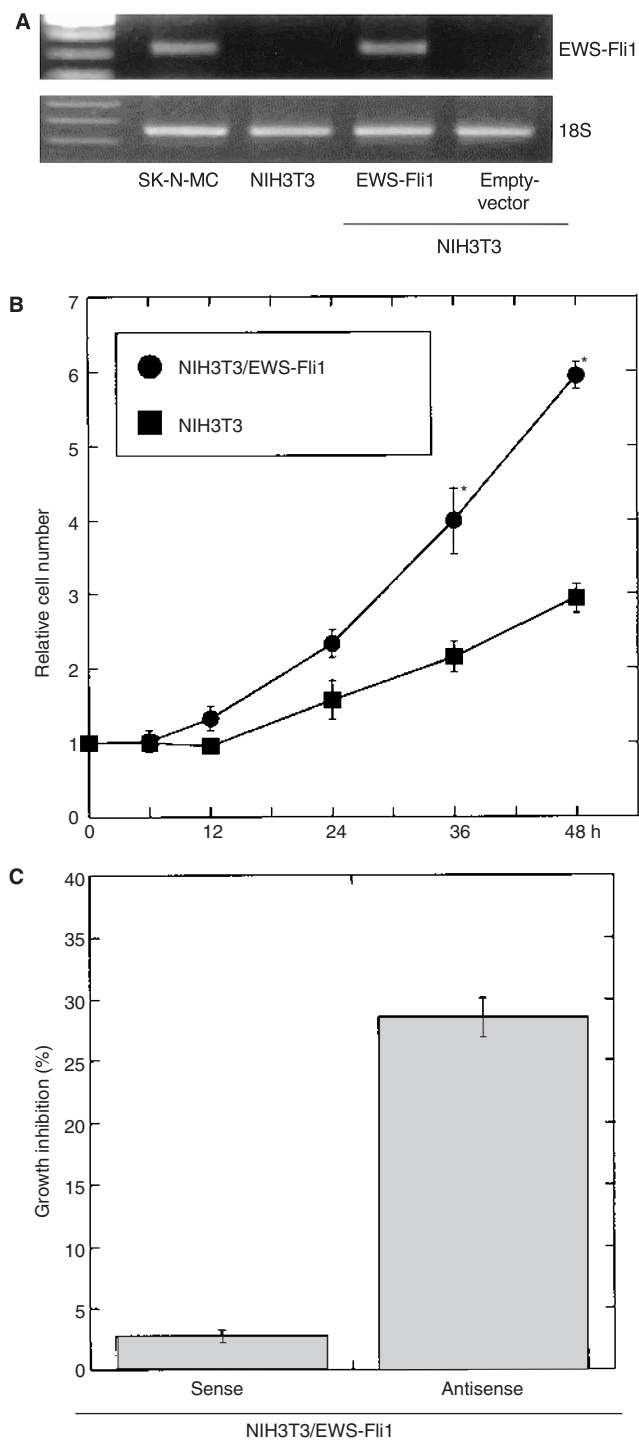 A
EWS-Fli1
18S
SK-N-MC NIH3T3 EWS-Fli1 Empty-
vector
NIH3T3
B
7
6
5
4
3
2
1
0
Relative cell number
NIH3T3/EWS-Fli1
NIH3T3
*
*
0 12 24 36 48 h
C
40
35
30
25
20
15
10
5
0
Growth inhibition (%)
Sense Antisense
NIH3T3/EWS-Fli1